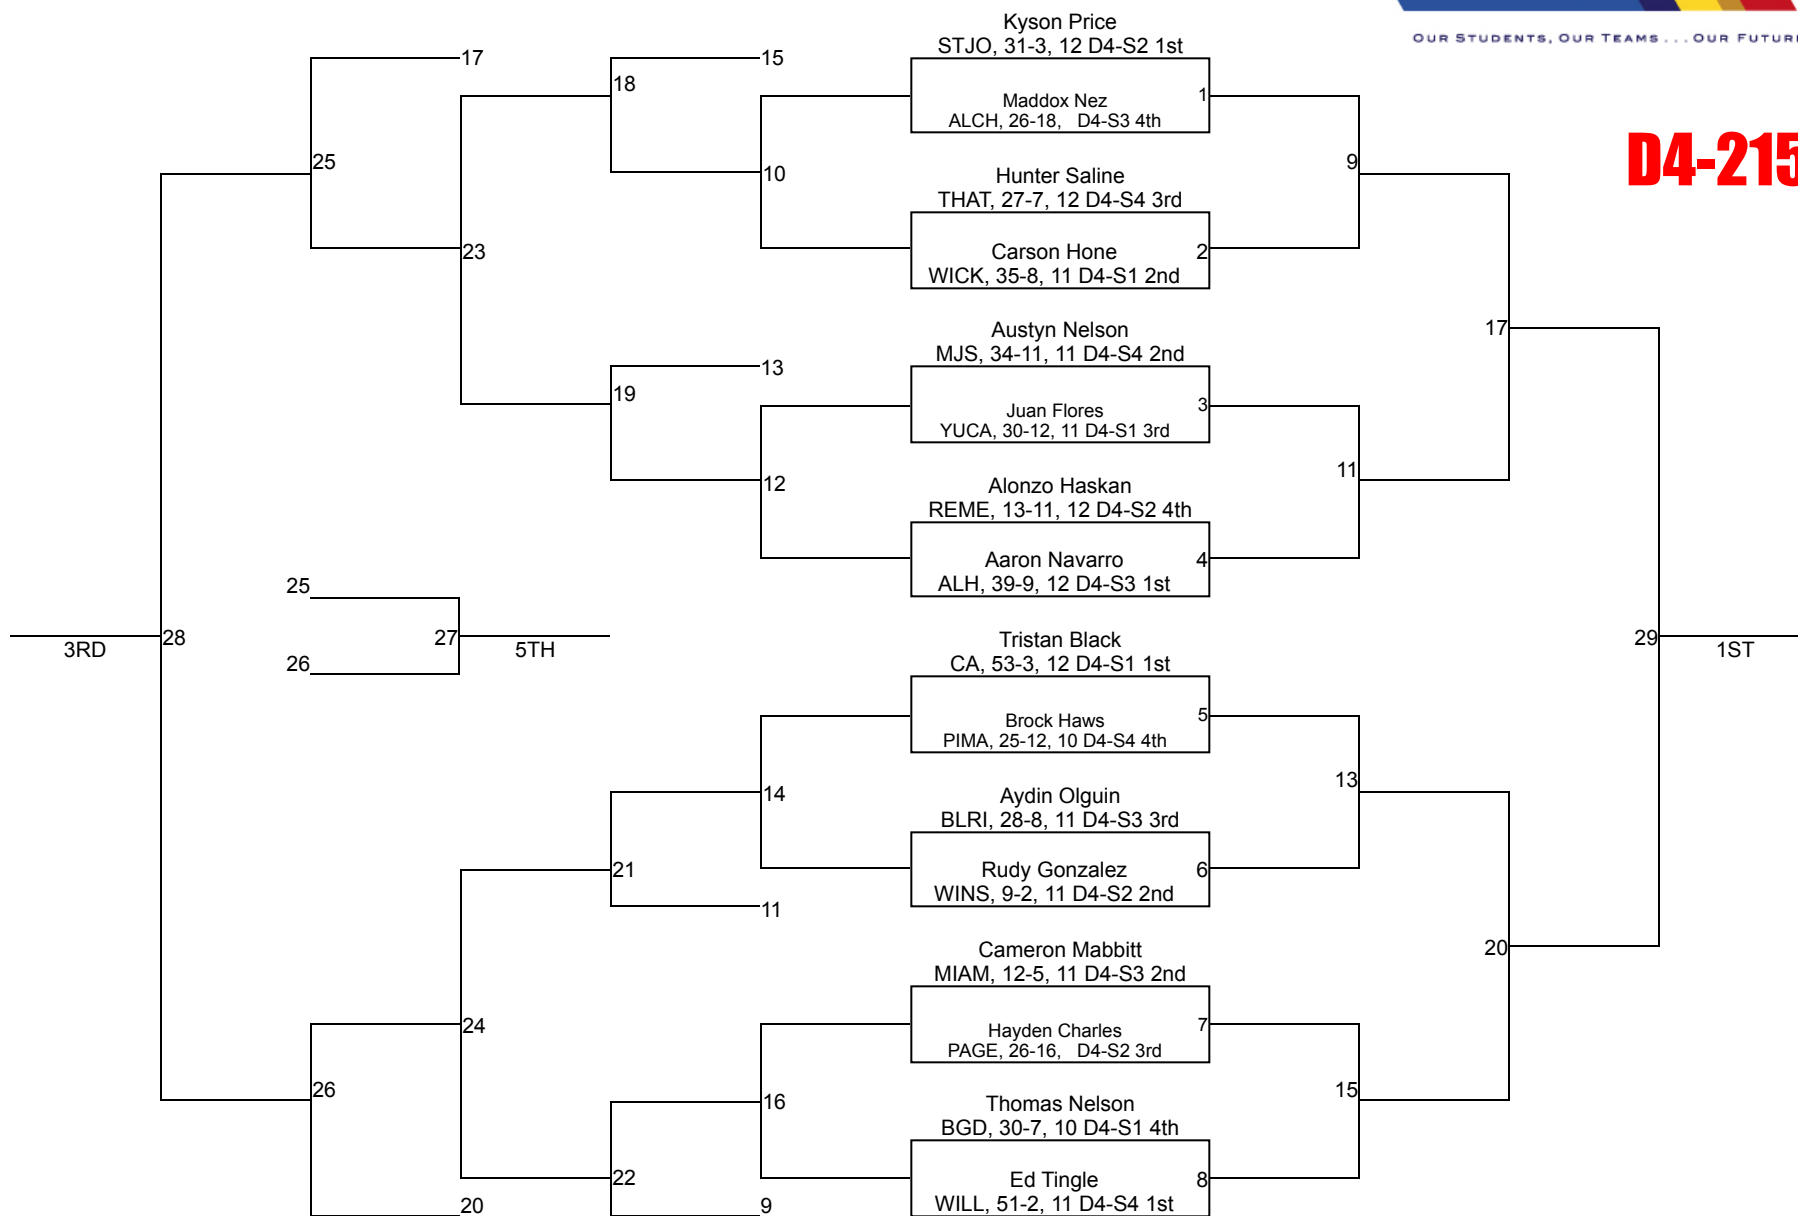 OUR STUDENTS, OUR TEAMS . . . OUR FUTURE
D4-215
Kyson Price
STJO, 31-3, 12 D4-S2 1st
Maddox Nez
ALCH, 26-18, D4-S3 4th
1
Hunter Saline
THAT, 27-7, 12 D4-S4 3rd
Carson Hone
WICK, 35-8, 11 D4-S1 2nd
2
Austyn Nelson
MJS, 34-11, 11 D4-S4 2nd
Juan Flores
YUCA, 30-12, 11 D4-S1 3rd
3
Alonzo Haskan
REME, 13-11, 12 D4-S2 4th
Aaron Navarro
ALH, 39-9, 12 D4-S3 1st
4
Tristan Black
CA, 53-3, 12 D4-S1 1st
Brock Haws
PIMA, 25-12, 10 D4-S4 4th
5
Aydin Olguin
BLRI, 28-8, 11 D4-S3 3rd
Rudy Gonzalez
WINS, 9-2, 11 D4-S2 2nd
6
Cameron Mabbitt
MIAM, 12-5, 11 D4-S3 2nd
Hayden Charles
PAGE, 26-16, D4-S2 3rd
7
Thomas Nelson
BGD, 30-7, 10 D4-S1 4th
Ed Tingle
WILL, 51-2, 11 D4-S4 1st
8
9
11
13
15
17
20
29
1ST
15
10
13
12
14
11
16
9
18
19
21
22
17
23
24
20
25
26
25
26
27
5TH
28
3RD